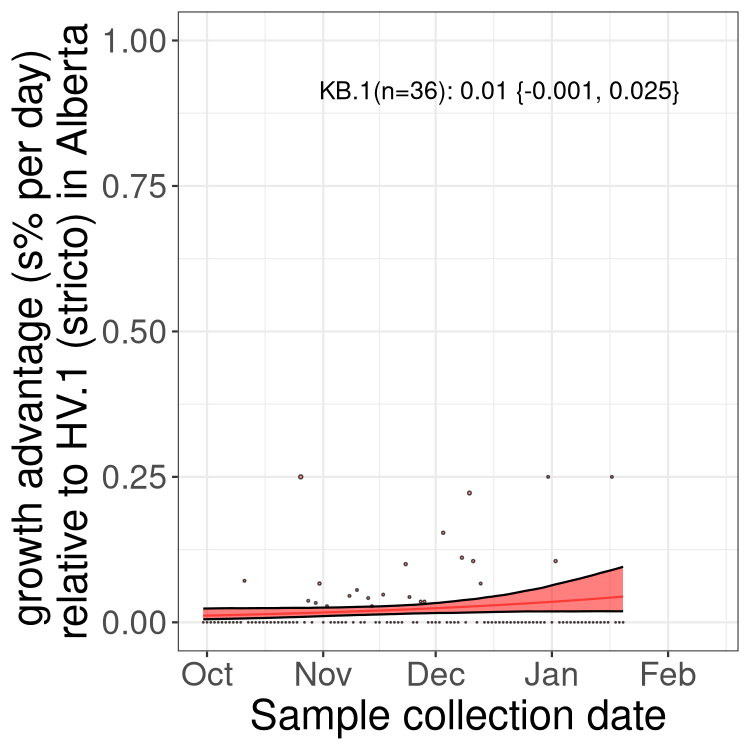 growth advantage (s% per day)
relative to HV.1 (stricto) in Alberta
1.00
0.75
0.50
0.25
0.00
KB.1(n=36): 0.01 {-0.001, 0.025}
Oct Nov Dec Jan Feb
Sample collection date